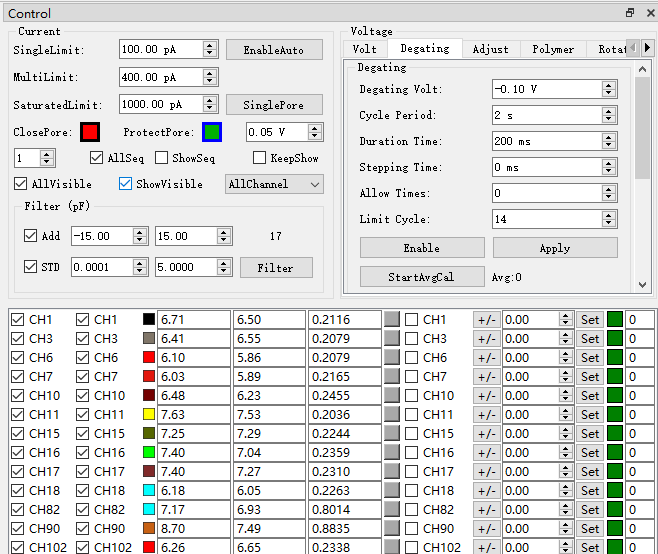 Control
Current
SingleLimit: 100.00 pA EnableAuto
MultiLimit: 400.00 pA
SaturatedLimit: 1000.00 pA SinglePore
ClosePore: ProtectPore: 0.05 V
1 AllSeq ShowSeq KeepShow
AllVisible ShowVisible AllChannel
Filter (pF)
Add -15.00 15.00 17
STD 0.0001 5.0000 Filter
Voltage
Volt Degating Adjust Polymer Rotat
Degating
Degating Volt: -0.10 V
Cycle Period: 2 s
Duration Time: 200 ms
Stepping Time: 0 ms
Allow Times: 0
Limit Cycle: 14
Enable Apply
StartAvgCal Avg:0
CH1 CH1 6.71 6.50 0.2116 CH1 +/- 0.00 Set 0
CH3 CH3 6.41 6.55 0.2079 CH3 +/- 0.00 Set 0
CH6 CH6 6.10 5.86 0.2079 CH6 +/- 0.00 Set 0
CH7 CH7 6.03 5.89 0.2165 CH7 +/- 0.00 Set 0
CH10 CH10 6.48 6.23 0.2455 CH10 +/- 0.00 Set 0
CH11 CH11 7.63 7.53 0.2036 CH11 +/- 0.00 Set 0
CH15 CH15 7.25 7.29 0.2244 CH15 +/- 0.00 Set 0
CH16 CH16 7.40 7.04 0.2359 CH16 +/- 0.00 Set 0
CH17 CH17 7.40 7.27 0.2310 CH17 +/- 0.00 Set 0
CH18 CH18 6.18 6.05 0.2263 CH18 +/- 0.00 Set 0
CH82 CH82 7.17 6.93 0.8014 CH82 +/- 0.00 Set 0
CH90 CH90 8.70 7.49 0.8835 CH90 +/- 0.00 Set 0
CH102 CH102 6.26 6.65 0.2338 CH102 +/- 0.00 Set 0